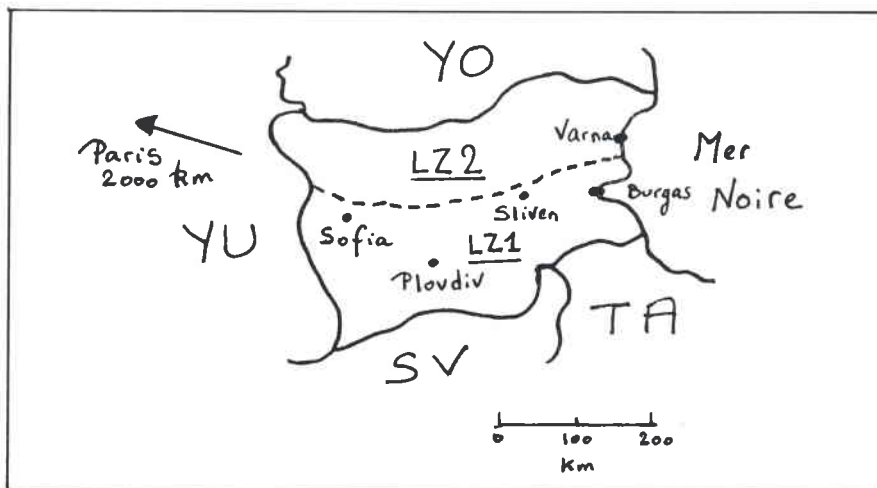 YO
Paris
2000 km
LZ2
Varna
Mer
Noire
Burgas
Sliven
Sofia
YU
LZ1
Plovdiv
TA
SV
0 100 200
km